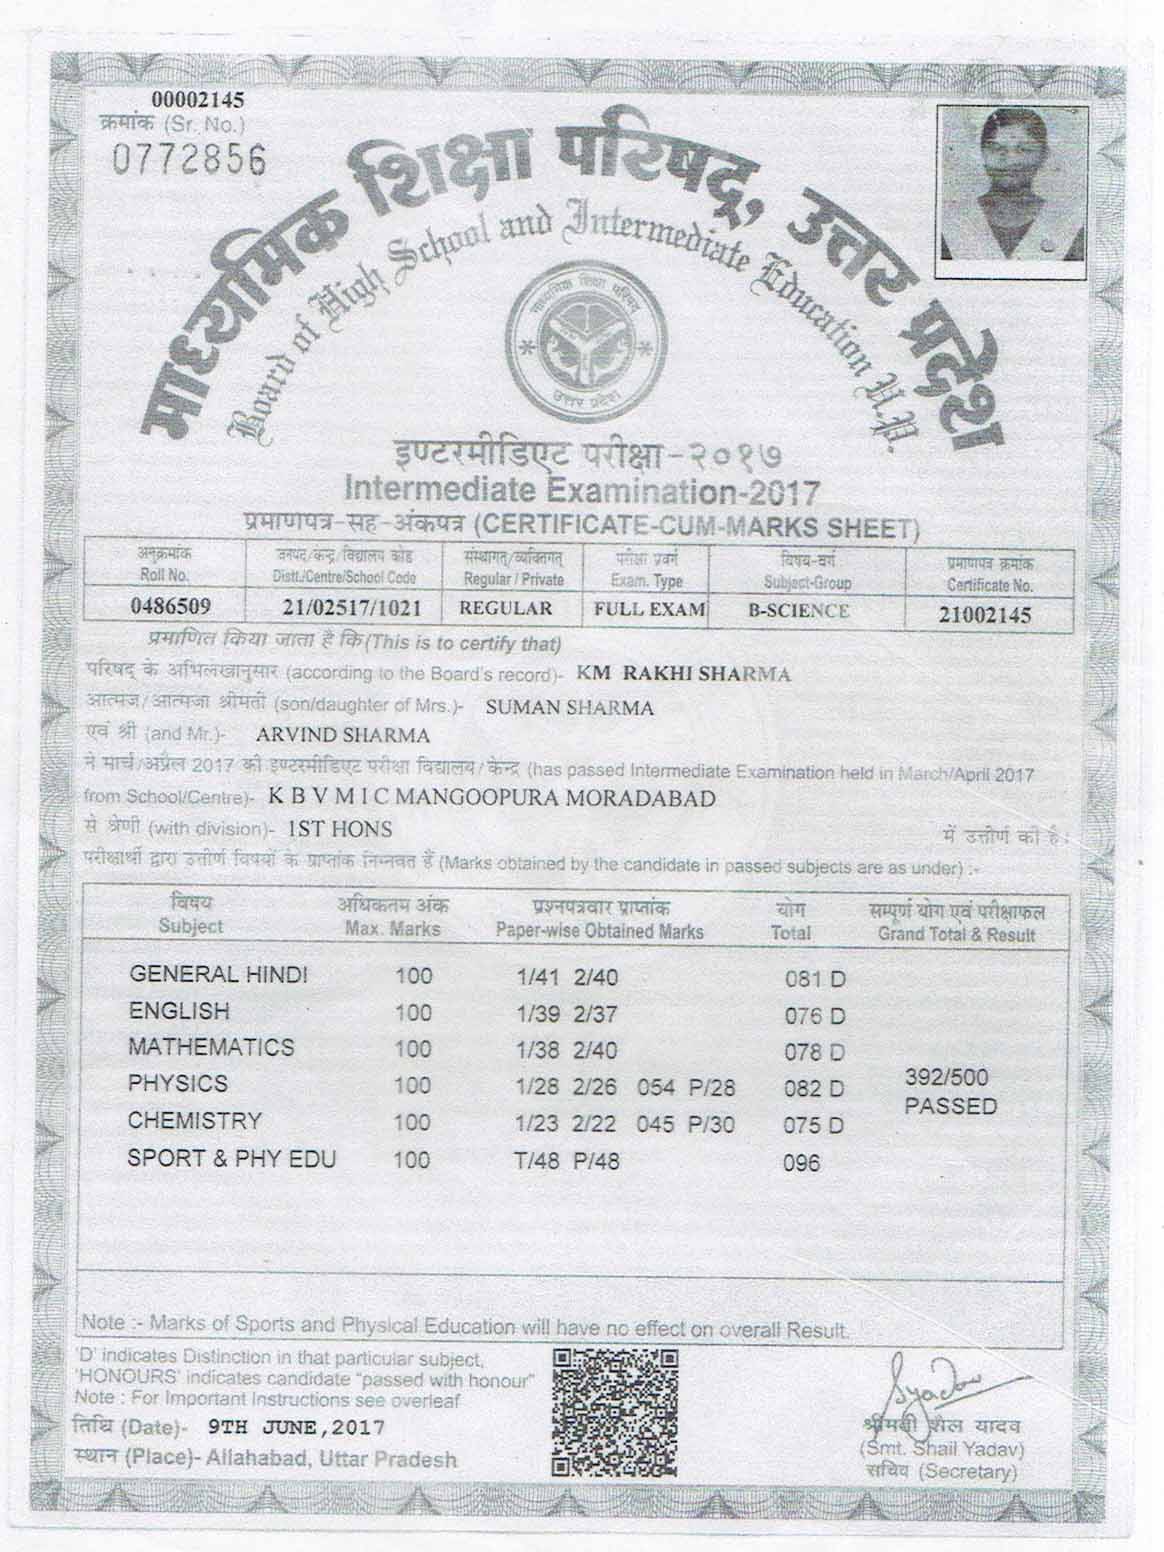 00002145
क्रमांक (Sr. No.)
0772856
माध्यमिक शिक्षा परिषद्, उत्तर प्रदेश
Board of High School and Intermediate Education U.P.
माध्यमिक शिक्षा परिषद
उत्तर प्रदेश
इण्टरमीडिएट परीक्षा-२०१७
Intermediate Examination-2017
प्रमाणपत्र-सह-अंकपत्र (CERTIFICATE-CUM-MARKS SHEET)
अनुक्रमांक जनपद/केन्द्र/विद्यालय कोड संस्थागत्/व्यक्तिगत् परीक्षा प्रवर्ग विषय-वर्ग प्रमाणपत्र क्रमांक
Roll No. Distt./Centre/School Code Regular / Private Exam. Type Subject-Group Certificate No.
0486509 21/02517/1021 REGULAR FULL EXAM B-SCIENCE 21002145
प्रमाणित किया जाता है कि (This is to certify that)
परिषद् के अभिलेखानुसार (according to the Board's record)- KM RAKHI SHARMA
आत्मज/आत्मजा श्रीमती (son/daughter of Mrs.)- SUMAN SHARMA
एवं श्री (and Mr.)- ARVIND SHARMA
ने मार्च/अप्रैल 2017 की इण्टरमीडिएट परीक्षा विद्यालय/केन्द्र (has passed Intermediate Examination held in March/April 2017
from School/Centre)- K B V M I C MANGOOPURA MORADABAD
से श्रेणी (with division)- 1ST HONS में उत्तीर्ण की है।
परीक्षार्थी द्वारा उत्तीर्ण विषयों के प्राप्तांक निम्नवत हैं (Marks obtained by the candidate in passed subjects are as under) :-
विषय अधिकतम अंक प्रश्नपत्रवार प्राप्तांक योग सम्पूर्ण योग एवं परीक्षाफल
Subject Max. Marks Paper-wise Obtained Marks Total Grand Total & Result
GENERAL HINDI 100 1/41 2/40 081 D
ENGLISH 100 1/39 2/37 076 D
MATHEMATICS 100 1/38 2/40 078 D
PHYSICS 100 1/28 2/26 054 P/28 082 D 392/500
PASSED
CHEMISTRY 100 1/23 2/22 045 P/30 075 D
SPORT & PHY EDU 100 T/48 P/48 096
Note :- Marks of Sports and Physical Education will have no effect on overall Result.
'D' indicates Distinction in that particular subject,
'HONOURS' indicates candidate "passed with honour"
Note : For Important Instructions see overleaf
तिथि (Date)- 9TH JUNE,2017
स्थान (Place)- Allahabad, Uttar Pradesh
Syadav
श्रीमती शैल यादव
(Smt. Shail Yadav)
सचिव (Secretary)